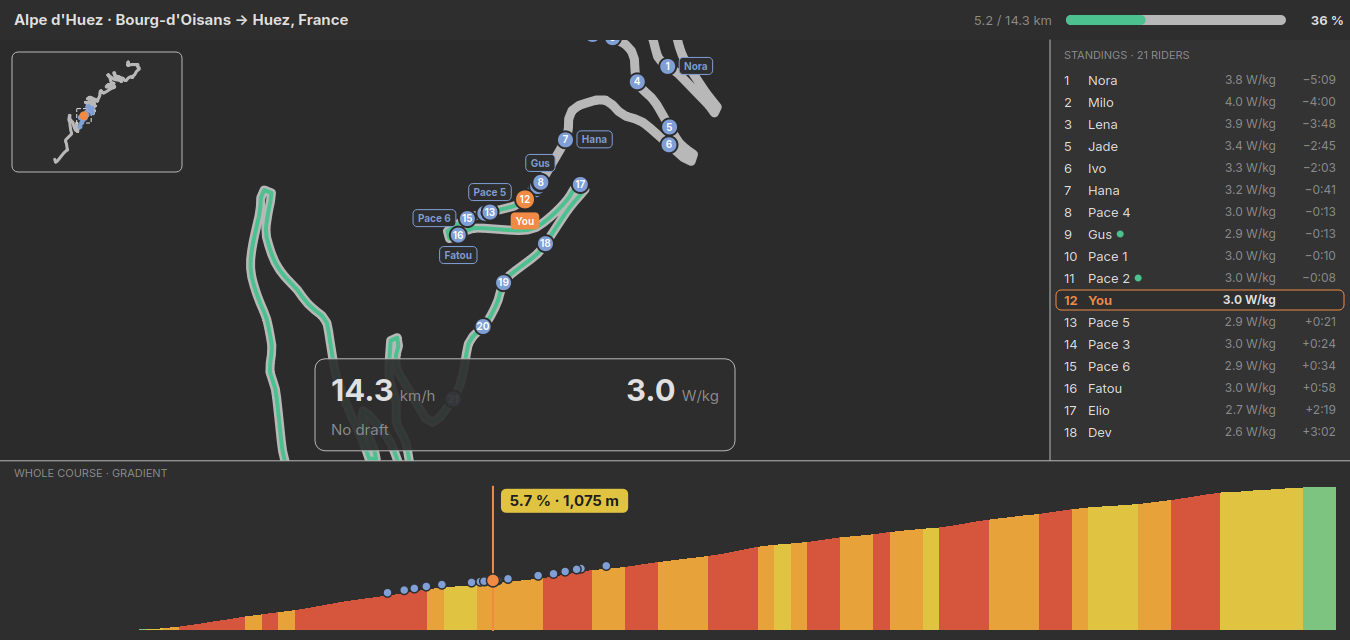 Alpe d'Huez · Bourg-d'Oisans → Huez, France
5.2 / 14.3 km
36 %
1
Nora
4
5
6
7
Hana
Gus
8
17
Pace 5
12
Pace 6
15
13
You
16
18
Fatou
19
20
14.3 km/h
3.0 W/kg
No draft
STANDINGS · 21 RIDERS
1 Nora 3.8 W/kg −5:09
2 Milo 4.0 W/kg −4:00
3 Lena 3.9 W/kg −3:48
5 Jade 3.4 W/kg −2:45
6 Ivo 3.3 W/kg −2:03
7 Hana 3.2 W/kg −0:41
8 Pace 4 3.0 W/kg −0:13
9 Gus 2.9 W/kg −0:13
10 Pace 1 3.0 W/kg −0:10
11 Pace 2 3.0 W/kg −0:08
12 You 3.0 W/kg
13 Pace 5 2.9 W/kg +0:21
14 Pace 3 3.0 W/kg +0:24
15 Pace 6 2.9 W/kg +0:34
16 Fatou 3.0 W/kg +0:58
17 Elio 2.7 W/kg +2:19
18 Dev 2.6 W/kg +3:02
WHOLE COURSE · GRADIENT
5.7 % · 1,075 m